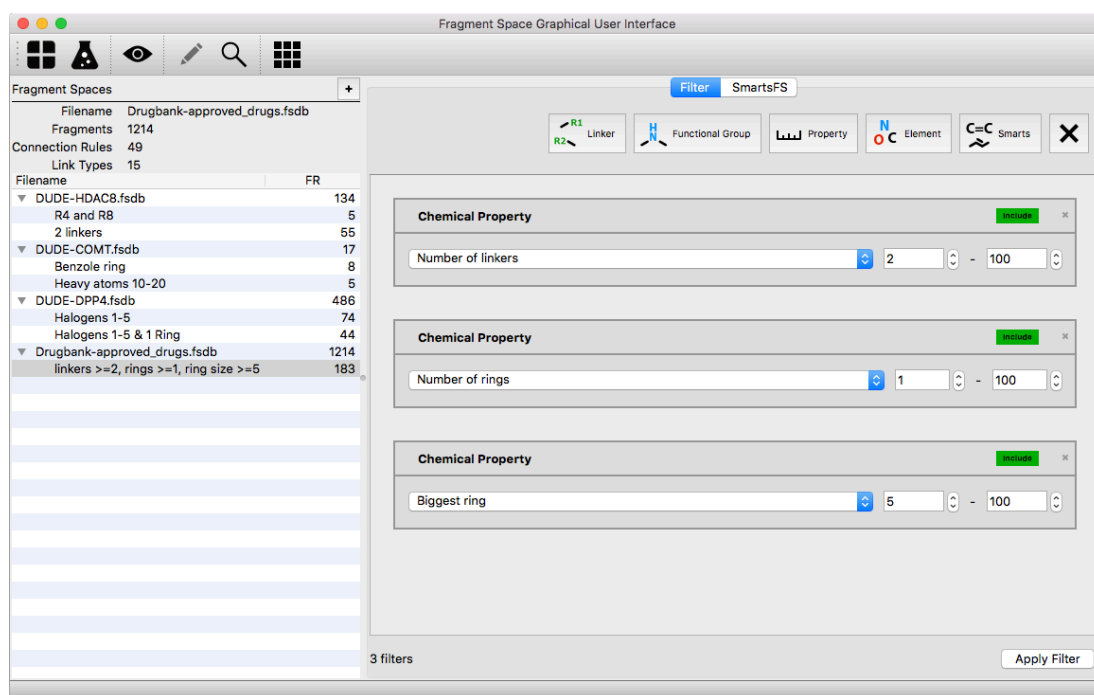 Fragment Space Graphical User Interface
Fragment Spaces +
Filename Drugbank-approved_drugs.fsdb
Fragments 1214
Connection Rules 49
Link Types 15
Filename FR
DUDE-HDAC8.fsdb 134
R4 and R8 5
2 linkers 55
DUDE-COMT.fsdb 17
Benzole ring 8
Heavy atoms 10-20 5
DUDE-DPP4.fsdb 486
Halogens 1-5 74
Halogens 1-5 & 1 Ring 44
Drugbank-approved_drugs.fsdb 1214
linkers >=2, rings >=1, ring size >=5 183
Filter SmartsFS
R1 R2 Linker
H N Functional Group
Property
N O C Element
C=C Smarts
Chemical Property include
Number of linkers 2 - 100
Chemical Property include
Number of rings 1 - 100
Chemical Property include
Biggest ring 5 - 100
3 filters
Apply Filter